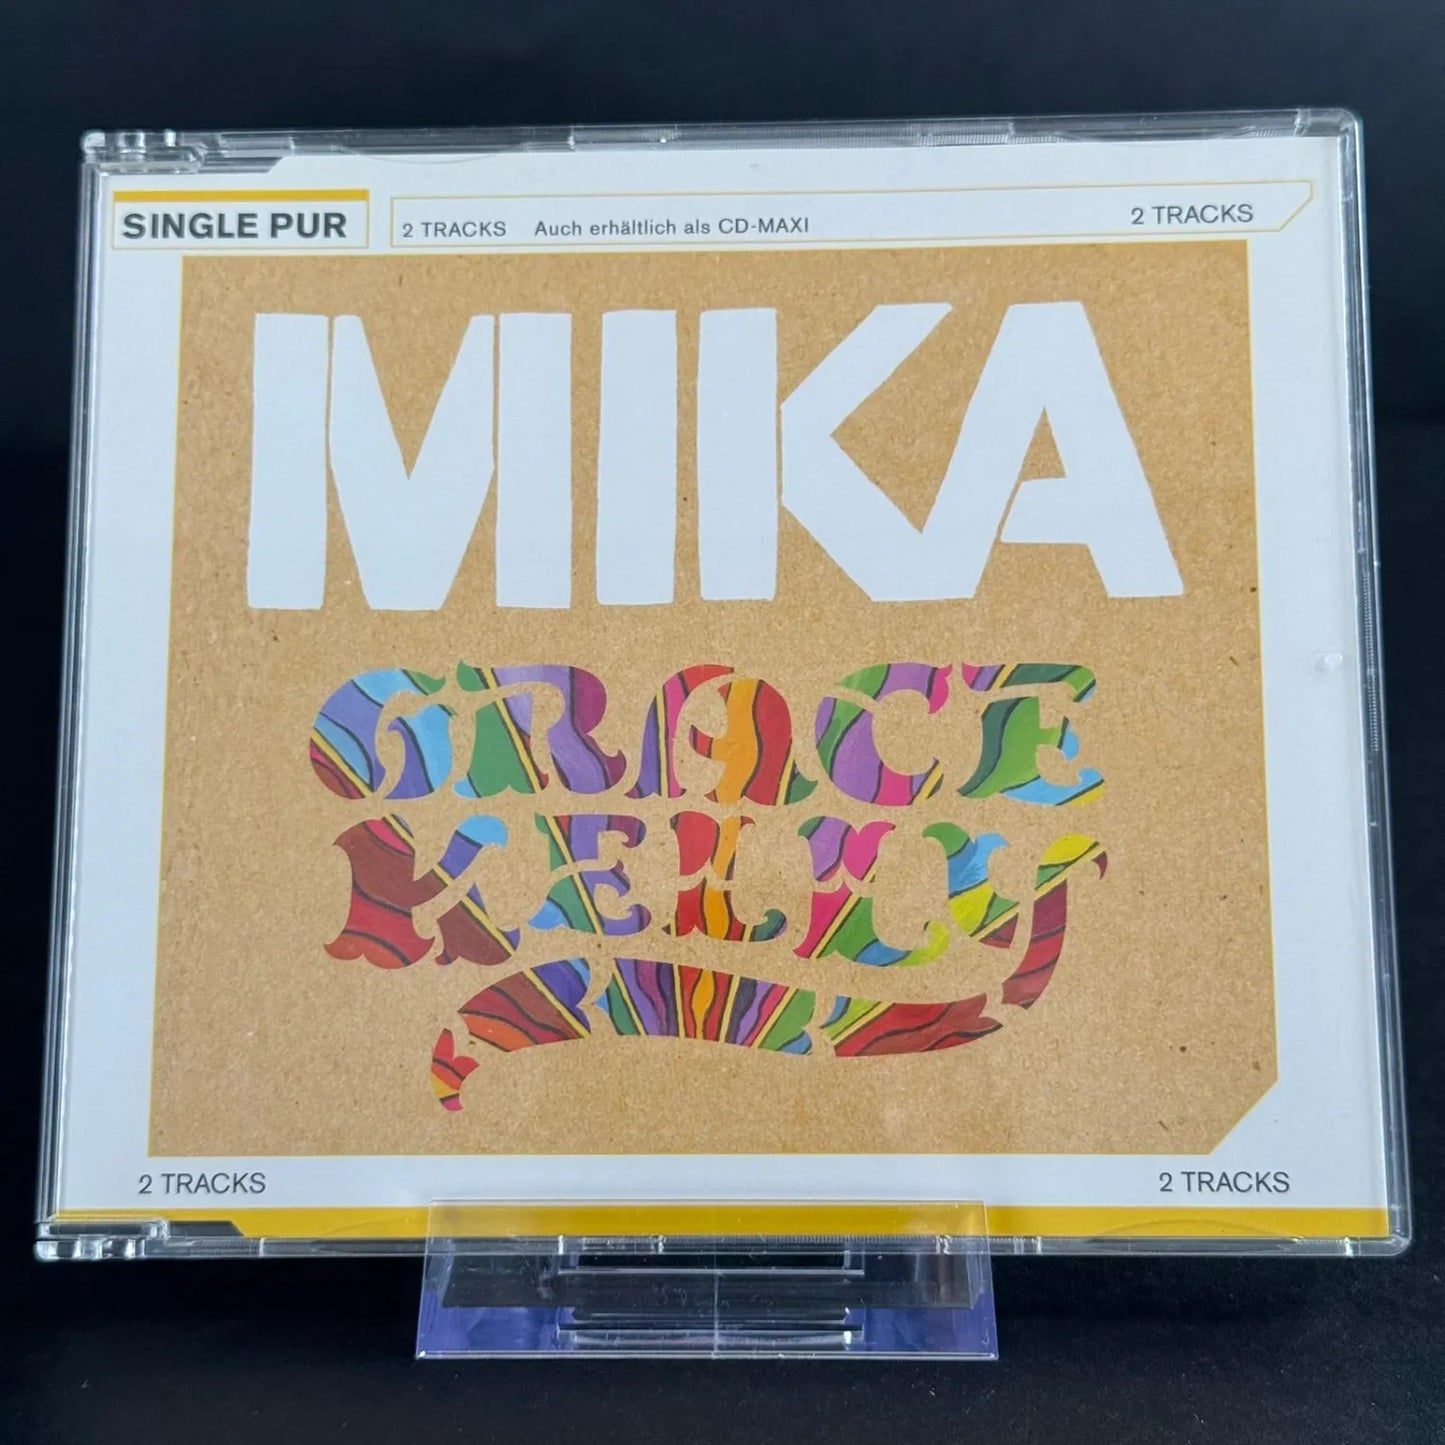 SINGLE PUR
2 TRACKS Auch erhältlich als CD-MAXI 2 TRACKS
MIKA
GRACE
KELLY
2 TRACKS 2 TRACKS